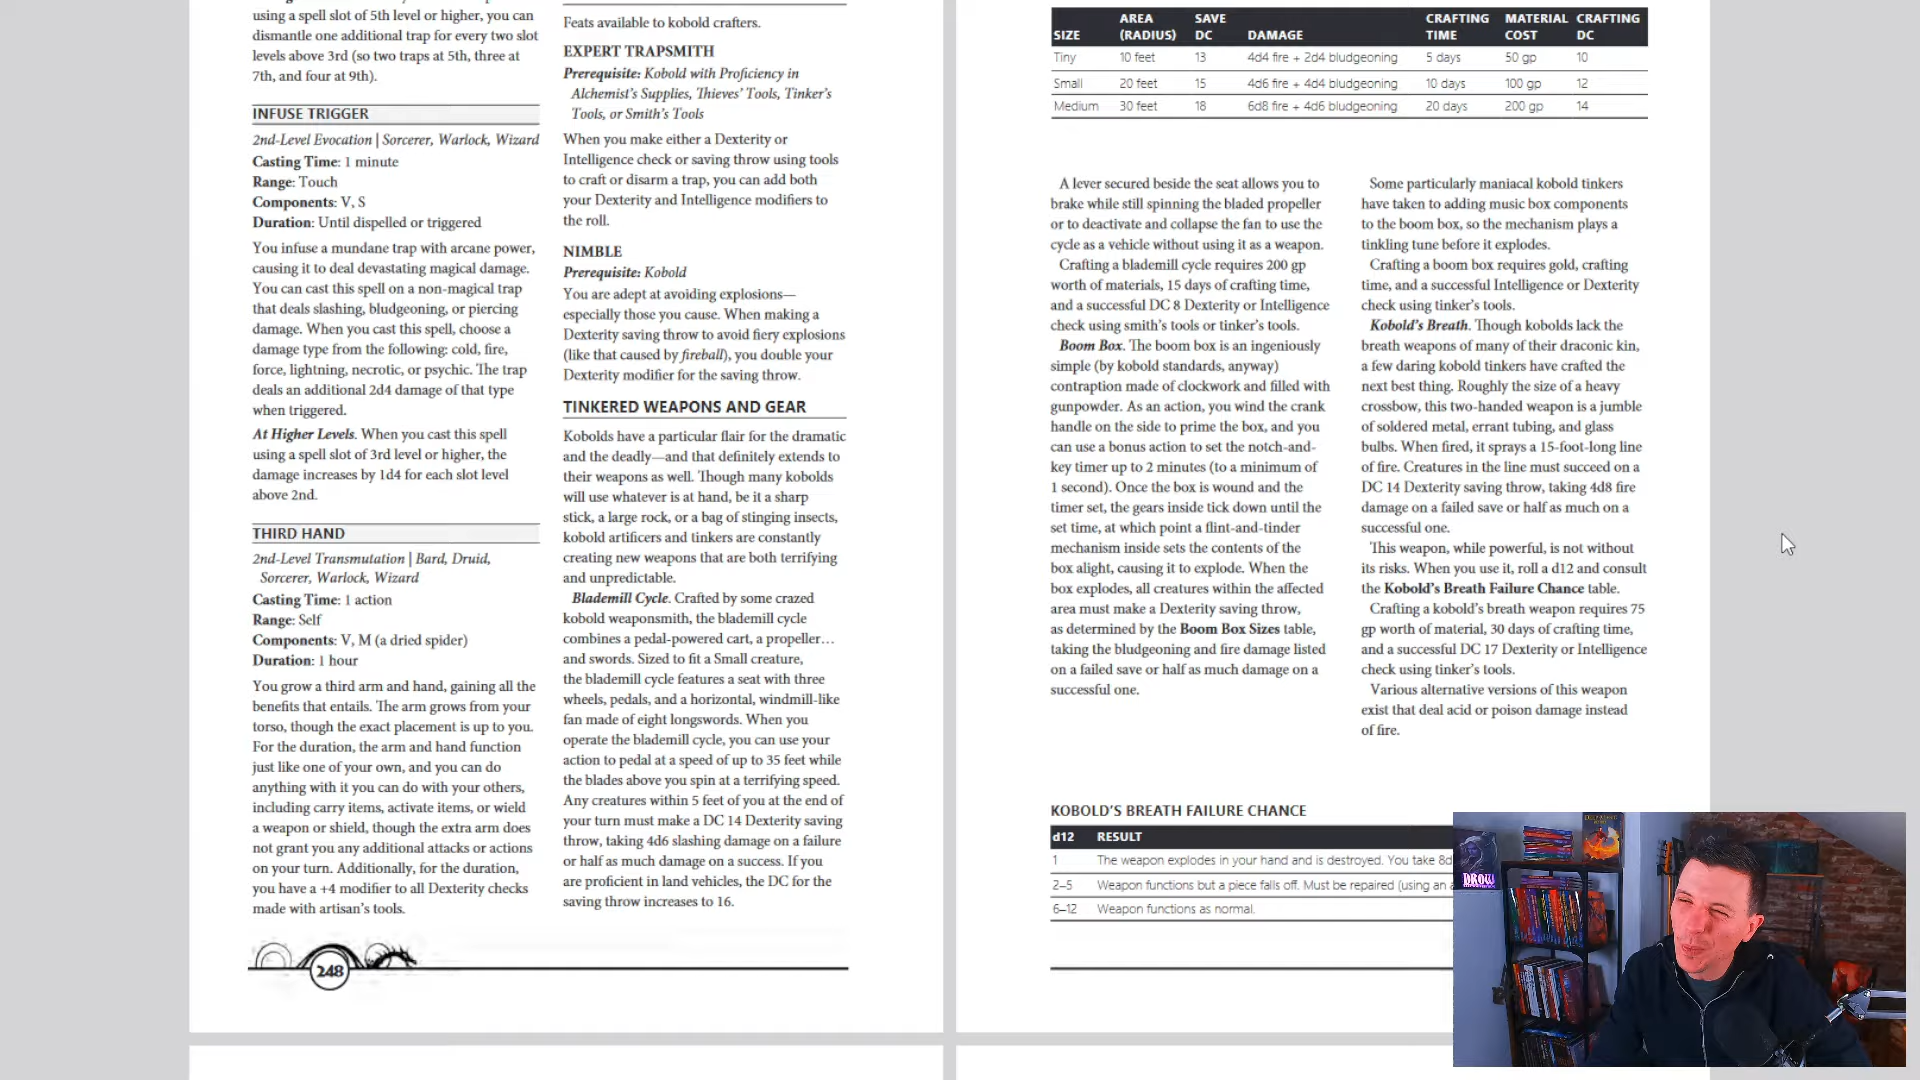 using a spell slot of 5th level or higher, you can
dismantle one additional trap for every two slot
levels above 3rd (so two traps at 5th, three at
7th, and four at 9th).
INFUSE TRIGGER
2nd-Level Evocation | Sorcerer, Warlock, Wizard
Casting Time: 1 minute
Range: Touch
Components: V, S
Duration: Until dispelled or triggered
You infuse a mundane trap with arcane power,
causing it to deal devastating magical damage.
You can cast this spell on a non-magical trap
that deals slashing, bludgeoning, or piercing
damage. When you cast this spell, choose a
damage type from the following: cold, fire,
force, lightning, necrotic, or psychic. The trap
deals an additional 2d4 damage of that type
when triggered.
At Higher Levels. When you cast this spell
using a spell slot of 3rd level or higher, the
damage increases by 1d4 for each slot level
above 2nd.
THIRD HAND
2nd-Level Transmutation | Bard, Druid,
Sorcerer, Warlock, Wizard
Casting Time: 1 action
Range: Self
Components: V, M (a dried spider)
Duration: 1 hour
You grow a third arm and hand, gaining all the
benefits that entails. The arm grows from your
torso, though the exact placement is up to you.
For the duration, the arm and hand function
just like one of your own, and you can do
anything with it you can do with your others,
including carry items, activate items, or wield
a weapon or shield, though the extra arm does
not grant you any additional attacks or actions
on your turn. Additionally, for the duration,
you have a +4 modifier to all Dexterity checks
made with artisan's tools.
248
Feats available to kobold crafters.
EXPERT TRAPSMITH
Prerequisite: Kobold with Proficiency in
Alchemist's Supplies, Thieves' Tools, Tinker's
Tools, or Smith's Tools
When you make either a Dexterity or
Intelligence check or saving throw using tools
to craft or disarm a trap, you can add both
your Dexterity and Intelligence modifiers to
the roll.
NIMBLE
Prerequisite: Kobold
You are adept at avoiding explosions—
especially those you cause. When making a
Dexterity saving throw to avoid fiery explosions
(like that caused by fireball), you double your
Dexterity modifier for the saving throw.
TINKERED WEAPONS AND GEAR
Kobolds have a particular flair for the dramatic
and the deadly—and that definitely extends to
their weapons as well. Though many kobolds
will use whatever is at hand, be it a sharp
stick, a large rock, or a bag of stinging insects,
kobold artificers and tinkers are constantly
creating new weapons that are both terrifying
and unpredictable.
Blademill Cycle. Crafted by some crazed
kobold weaponsmith, the blademill cycle
combines a pedal-powered cart, a propeller…
and swords. Sized to fit a Small creature,
the blademill cycle features a seat with three
wheels, pedals, and a horizontal, windmill-like
fan made of eight longswords. When you
operate the blademill cycle, you can use your
action to pedal at a speed of up to 35 feet while
the blades above you spin at a terrifying speed.
Any creatures within 5 feet of you at the end of
your turn must make a DC 14 Dexterity saving
throw, taking 4d6 slashing damage on a failure
or half as much damage on a success. If you
are proficient in land vehicles, the DC for the
saving throw increases to 16.
SIZE AREA (RADIUS) SAVE DC DAMAGE CRAFTING TIME MATERIAL COST CRAFTING DC
Tiny 10 feet 13 4d4 fire + 2d4 bludgeoning 5 days 50 gp 10
Small 20 feet 15 4d6 fire + 4d4 bludgeoning 10 days 100 gp 12
Medium 30 feet 18 6d8 fire + 4d6 bludgeoning 20 days 200 gp 14
A lever secured beside the seat allows you to
brake while still spinning the bladed propeller
or to deactivate and collapse the fan to use the
cycle as a vehicle without using it as a weapon.
Crafting a blademill cycle requires 200 gp
worth of materials, 15 days of crafting time,
and a successful DC 8 Dexterity or Intelligence
check using smith's tools or tinker's tools.
Boom Box. The boom box is an ingeniously
simple (by kobold standards, anyway)
contraption made of clockwork and filled with
gunpowder. As an action, you wind the crank
handle on the side to prime the box, and you
can use a bonus action to set the notch-and-
key timer up to 2 minutes (to a minimum of
1 second). Once the box is wound and the
timer set, the gears inside tick down until the
set time, at which point a flint-and-tinder
mechanism inside sets the contents of the
box alight, causing it to explode. When the
box explodes, all creatures within the affected
area must make a Dexterity saving throw,
as determined by the Boom Box Sizes table,
taking the bludgeoning and fire damage listed
on a failed save or half as much damage on a
successful one.
Some particularly maniacal kobold tinkers
have taken to adding music box components
to the boom box, so the mechanism plays a
tinkling tune before it explodes.
Crafting a boom box requires gold, crafting
time, and a successful Intelligence or Dexterity
check using tinker's tools.
Kobold's Breath. Though kobolds lack the
breath weapons of many of their draconic kin,
a few daring kobold tinkers have crafted the
next best thing. Roughly the size of a heavy
crossbow, this two-handed weapon is a jumble
of soldered metal, errant tubing, and glass
bulbs. When fired, it sprays a 15-foot-long line
of fire. Creatures in the line must succeed on a
DC 14 Dexterity saving throw, taking 4d8 fire
damage on a failed save or half as much on a
successful one.
This weapon, while powerful, is not without
its risks. When you use it, roll a d12 and consult
the Kobold's Breath Failure Chance table.
Crafting a kobold's breath weapon requires 75
gp worth of material, 30 days of crafting time,
and a successful DC 17 Dexterity or Intelligence
check using tinker's tools.
Various alternative versions of this weapon
exist that deal acid or poison damage instead
of fire.
KOBOLD'S BREATH FAILURE CHANCE
d12 RESULT
1 The weapon explodes in your hand and is destroyed. You take 8d
2–5 Weapon functions but a piece falls off. Must be repaired (using an a
6–12 Weapon functions as normal.
DROW